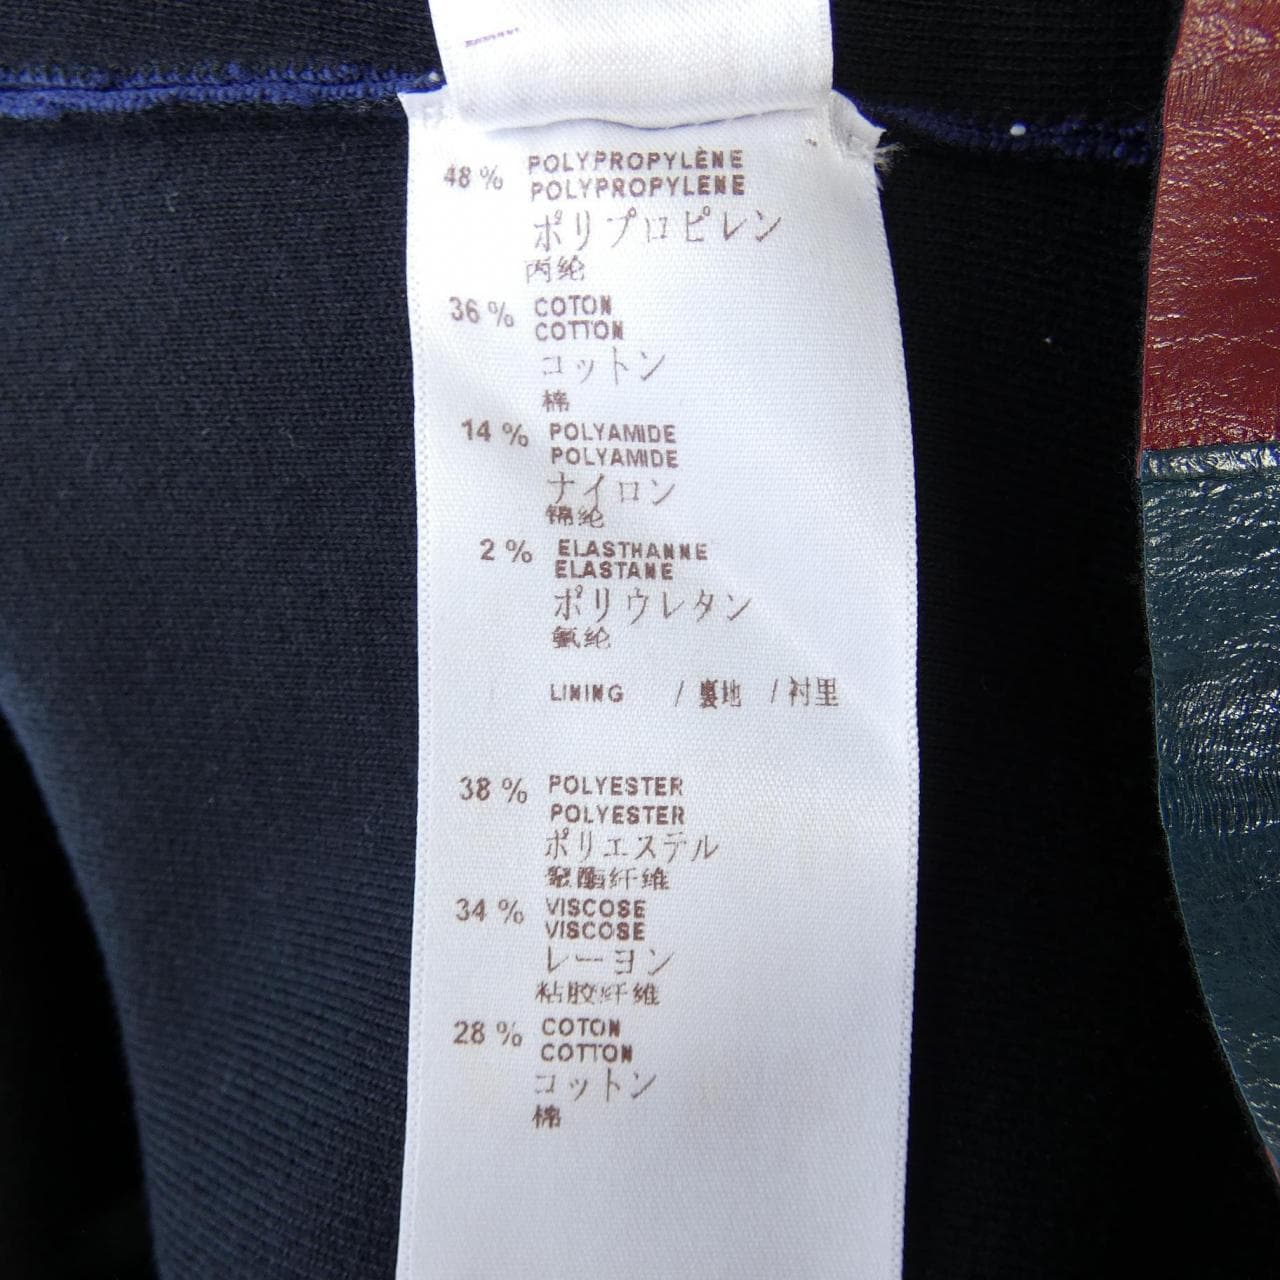 48 % POLYPROPYLÈNE
POLYPROPYLENE
ポリプロピレン
丙纶
36 % COTON
COTTON
コットン
棉
14 % POLYAMIDE
POLYAMIDE
ナイロン
锦纶
2 % ELASTHANNE
ELASTANE
ポリウレタン
氨纶
LINING / 裏地 / 衬里
38 % POLYESTER
POLYESTER
ポリエステル
聚酯纤维
34 % VISCOSE
VISCOSE
レーヨン
粘胶纤维
28 % COTON
COTTON
コットン
棉